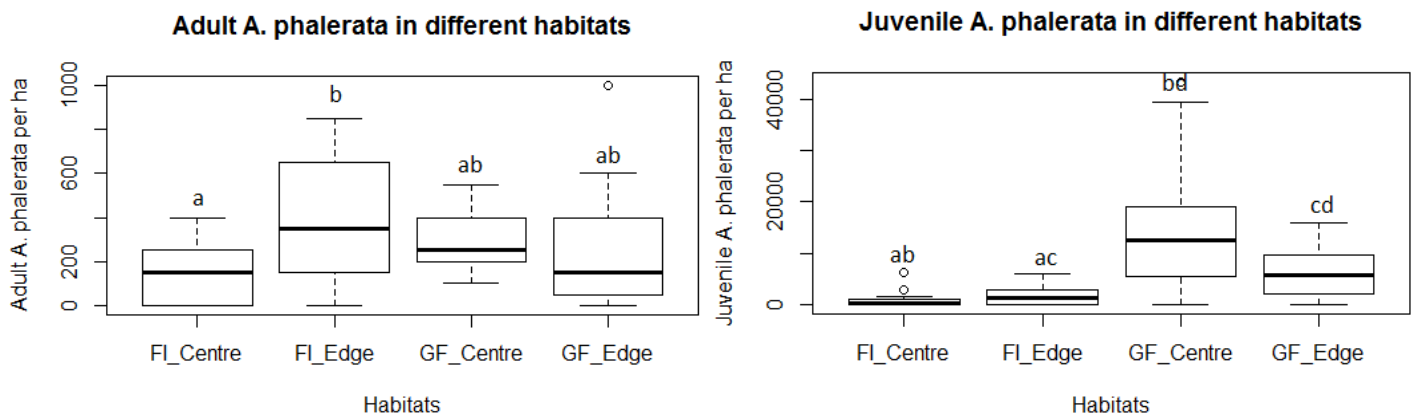 Adult A. phalerata in different habitats
Adult A. phalerata per ha
1000
600
200
0
a
b
ab
ab
FI_Centre FI_Edge GF_Centre GF_Edge
Habitats
Juvenile A. phalerata in different habitats
Juvenile A. phalerata per ha
40000
20000
0
ab
ac
bd
cd
FI_Centre FI_Edge GF_Centre GF_Edge
Habitats